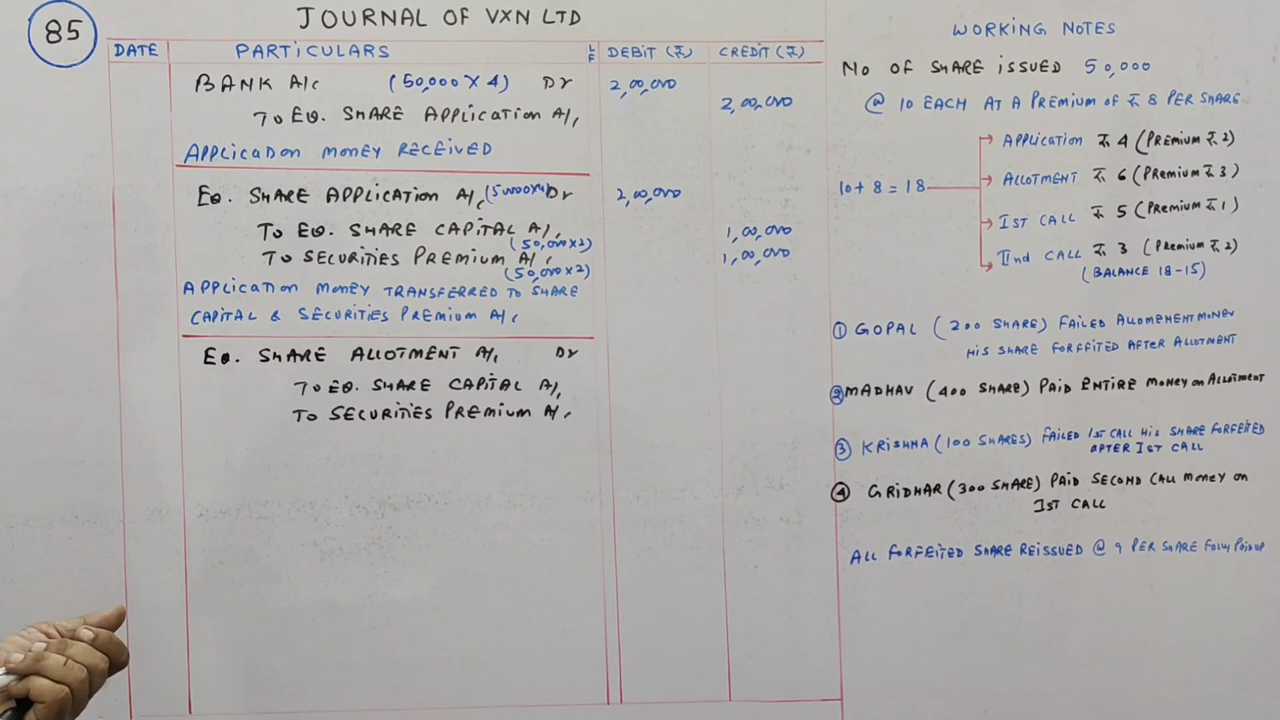 85
JOURNAL OF VXN LTD
DATE PARTICULARS LF DEBIT (₹) CREDIT (₹)
BANK A/c (50,000 X 4) Dr 2,00,000
TO EQ. SHARE APPLICATION A/c 2,00,000
APPLICATION MONEY RECEIVED
EQ. SHARE APPLICATION A/c (50000X4) Dr 2,00,000
TO EQ. SHARE CAPITAL A/c 1,00,000
(50,000X2)
TO SECURITIES PREMIUM A/c 1,00,000
(50,000X2)
APPLICATION MONEY TRANSFERRED TO SHARE
CAPITAL & SECURITIES PREMIUM A/c
EQ. SHARE ALLOTMENT A/c Dr
TO EQ. SHARE CAPITAL A/c
TO SECURITIES PREMIUM A/c
WORKING NOTES
NO OF SHARE ISSUED 50,000
@ 10 EACH AT A PREMIUM OF ₹ 8 PER SHARE
10+8=18
APPLICATION ₹ 4 (PREMIUM ₹ 2)
ALLOTMENT ₹ 6 (PREMIUM ₹ 3)
IST CALL ₹ 5 (PREMIUM ₹ 1)
IInd CALL ₹ 3 (PREMIUM ₹ 2)
(BALANCE 18-15)
① GOPAL (200 SHARE) FAILED MONEY
HIS SHARE FORFFITED AFTER ALLOTMENT
② MADHAV (400 SHARE) PAID ENTIRE MONEY ON ALLOTMENT
③ KRISHNA (100 SHARES) FAILED IST CALL HIS SHARE FORFEITED
AFTER IST CALL
④ GRIDHAR (300 SHARE) PAID SECOND CALL MONEY ON
IST CALL
ALL FORFEITED SHARE REISSUED @ 9 PER SHARE FULLY PAID UP